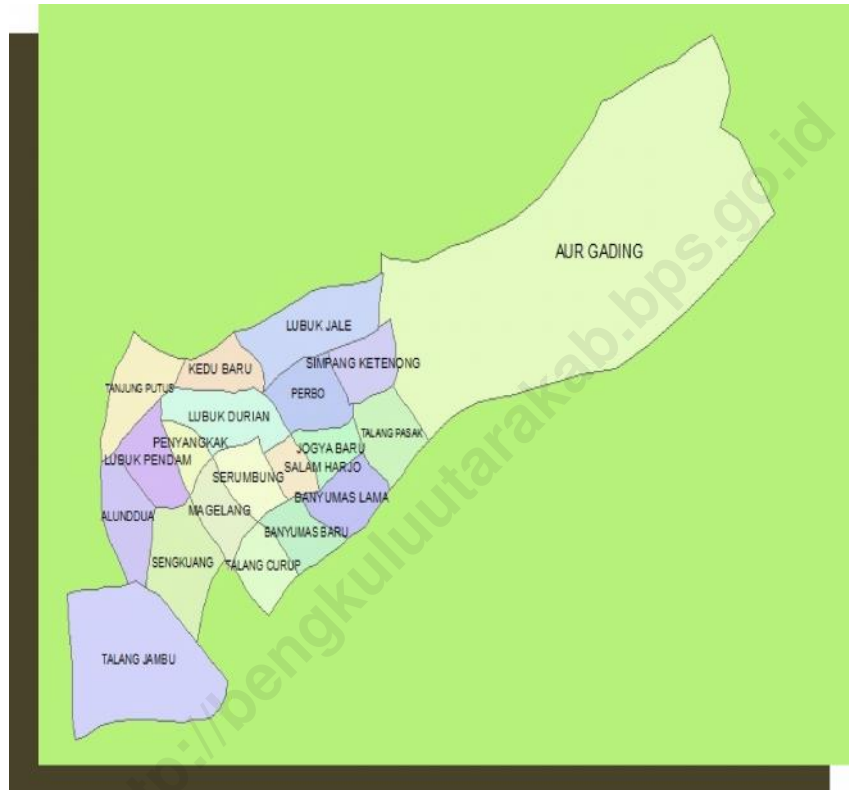 AUR GADING
LUBUK JALE
SIMPANG KETENONG
KEDU BARU
TANJUNG PUTUS
PERBO
LUBUK DURIAN
TALANG PASAK
PENYANGKAK
JOGYA BARU
LUBUK PENDAM
SALAM HARJO
SERUMBUNG
BANYUMAS LAMA
MAGELANG
ALUNDDUA
BANYUMAS BARU
SENGKUANG
TALANG CURUP
TALANG JAMBU
http://bengkuluutarakab.bps.go.id